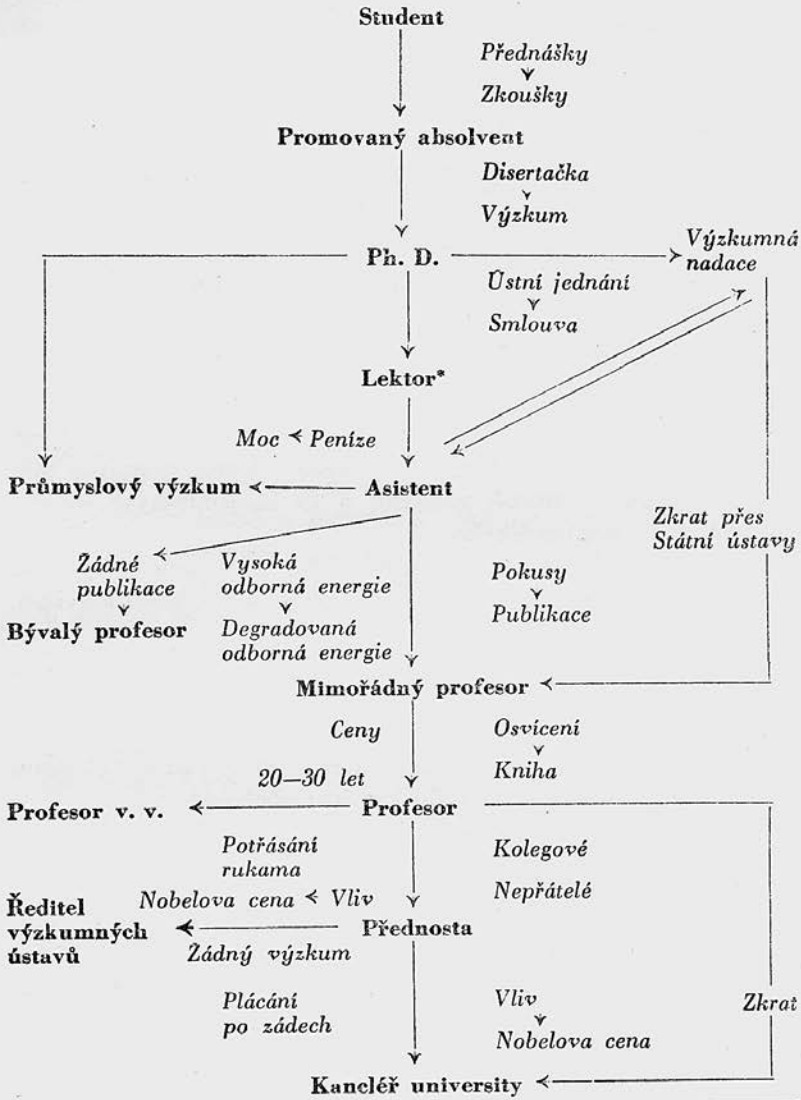 Student
Přednášky
Zkoušky
Promovaný absolvent
Disertačka
Výzkum
Ph. D.
Výzkumná
nadace
Ústní jednání
Smlouva
Lektor*
Moc Peníze
Průmyslový výzkum Asistent
Zkrat přes
Státní ústavy
Žádné
publikace
Vysoká
odborná energie
Pokusy
Publikace
Bývalý profesor
Degradovaná
odborná energie
Mimořádný profesor
Ceny
Osvícení
Kniha
20—30 let
Profesor v. v. Profesor
Potřásání
rukama
Kolegové
Nepřátelé
Nobelova cena Vliv
Ředitel
výzkumných
ústavů
Přednosta
Žádný výzkum
Plácání
po zádech
Vliv
Nobelova cena
Zkrat
Kancléř university